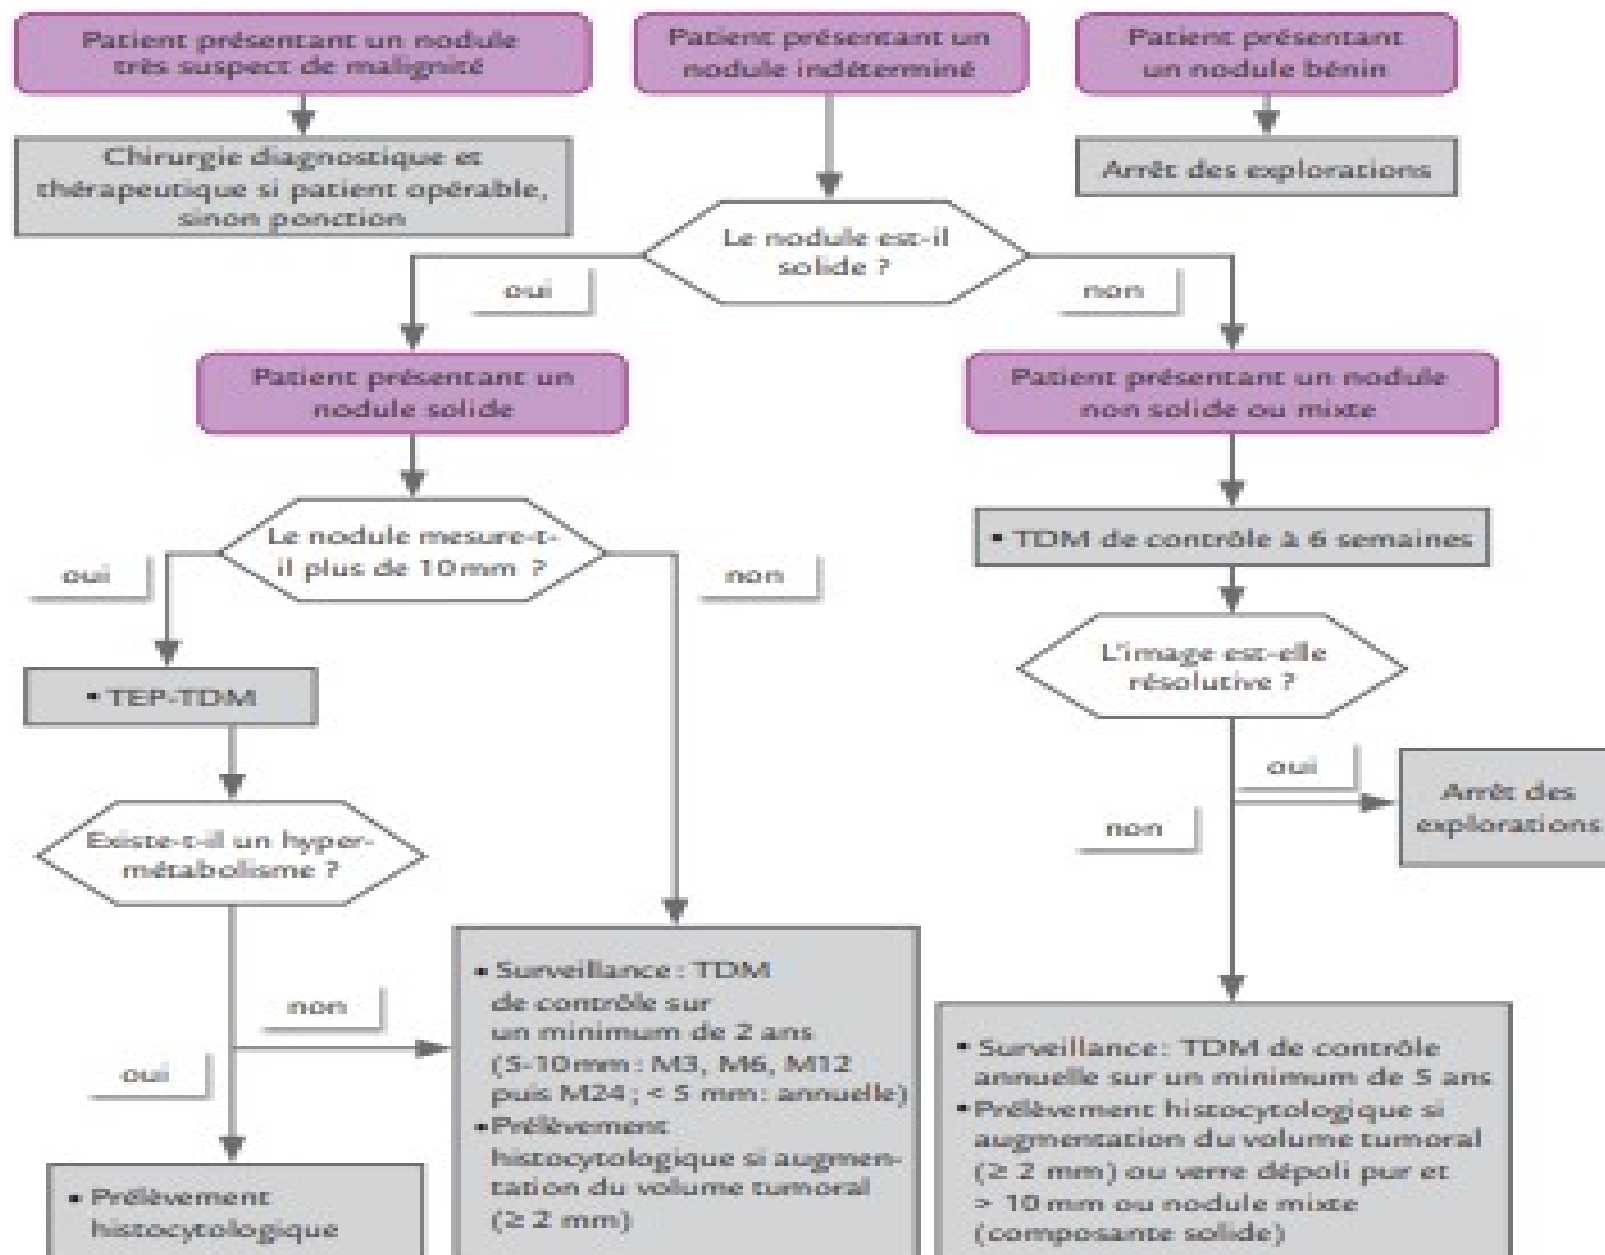 Patient présentant un nodule
très suspect de malignité
Patient présentant un
nodule indéterminé
Patient présentant
un nodule bénin
Chirurgie diagnostique et
thérapeutique si patient opérable,
sinon ponction
Arrêt des explorations
Le nodule est-il
solide ?
oui
non
Patient présentant un
nodule solide
Patient présentant un nodule
non solide ou mixte
Le nodule mesure-t-
il plus de 10 mm ?
oui
non
• TDM de contrôle à 6 semaines
• TEP-TDM
L'image est-elle
résolutive ?
oui
non
Arrêt des
explorations
Existe-t-il un hyper-
métabolisme ?
non
oui
• Prélèvement
histocytologique
• Surveillance : TDM
de contrôle sur
un minimum de 2 ans
(5-10 mm : M3, M6, M12
puis M24 ; < 5 mm : annuelle)
• Prélèvement
histocytologique si augmen-
tation du volume tumoral
(≥ 2 mm)
• Surveillance : TDM de contrôle
annuelle sur un minimum de 5 ans
• Prélèvement histocytologique si
augmentation du volume tumoral
(≥ 2 mm) ou verre dépoli pur et
> 10 mm ou nodule mixte
(composante solide)